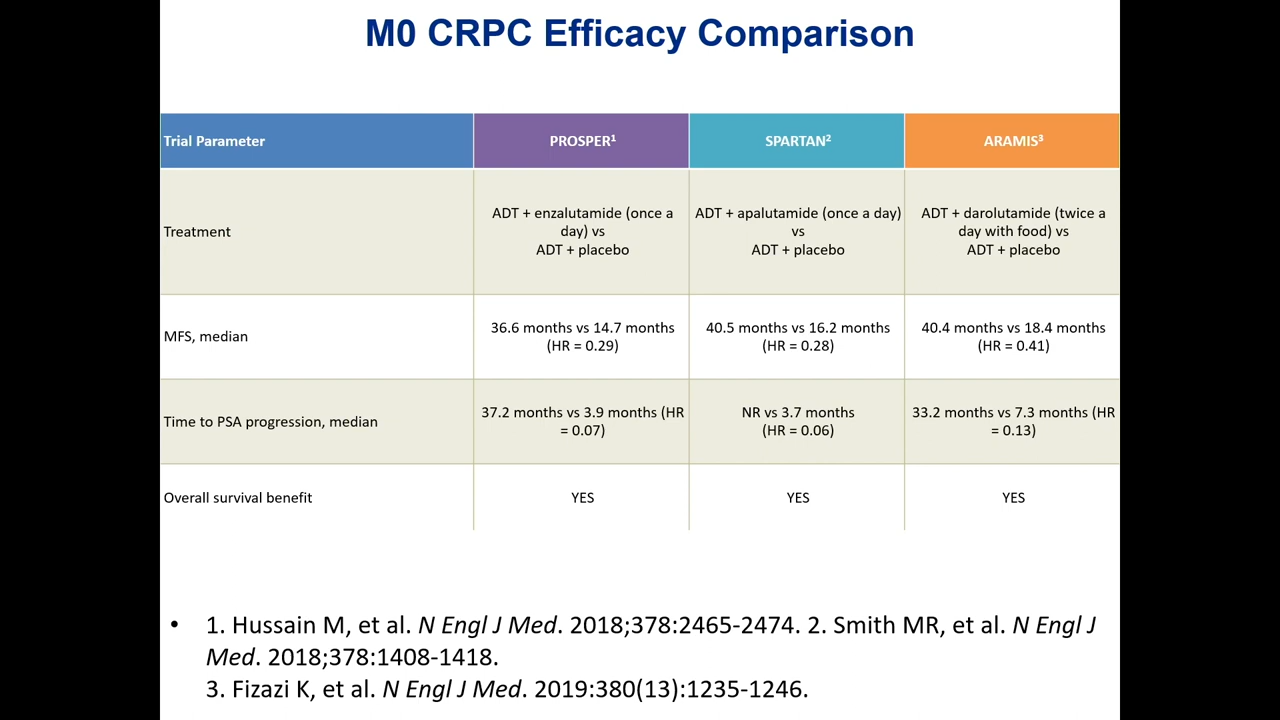 M0 CRPC Efficacy Comparison
Trial Parameter
PROSPER¹
SPARTAN²
ARAMIS³
Treatment
ADT + enzalutamide (once a
day) vs
ADT + placebo
ADT + apalutamide (once a day)
vs
ADT + placebo
ADT + darolutamide (twice a
day with food) vs
ADT + placebo
MFS, median
36.6 months vs 14.7 months
(HR = 0.29)
40.5 months vs 16.2 months
(HR = 0.28)
40.4 months vs 18.4 months
(HR = 0.41)
Time to PSA progression, median
37.2 months vs 3.9 months (HR
= 0.07)
NR vs 3.7 months
(HR = 0.06)
33.2 months vs 7.3 months (HR
= 0.13)
Overall survival benefit
YES
YES
YES
• 1. Hussain M, et al. N Engl J Med. 2018;378:2465-2474. 2. Smith MR, et al. N Engl J
Med. 2018;378:1408-1418.
3. Fizazi K, et al. N Engl J Med. 2019:380(13):1235-1246.